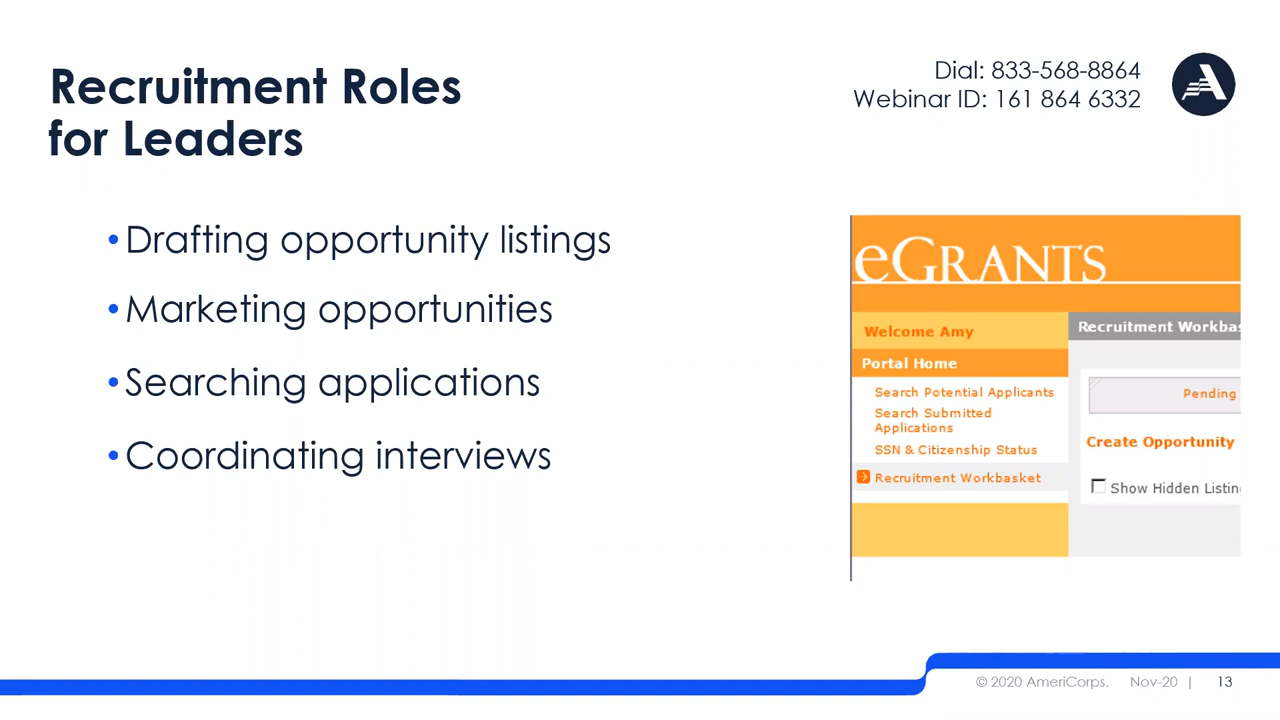 Recruitment Roles
for Leaders
Dial: 833-568-8864
Webinar ID: 161 864 6332
•Drafting opportunity listings
•Marketing opportunities
•Searching applications
•Coordinating interviews
eGRANTS
Welcome Amy
Portal Home
Search Potential Applicants
Search Submitted
Applications
SSN & Citizenship Status
Recruitment Workbasket
Recruitment Workbas
Pending
Create Opportunity
Show Hidden Listin
© 2020 AmeriCorps. Nov-20 | 13